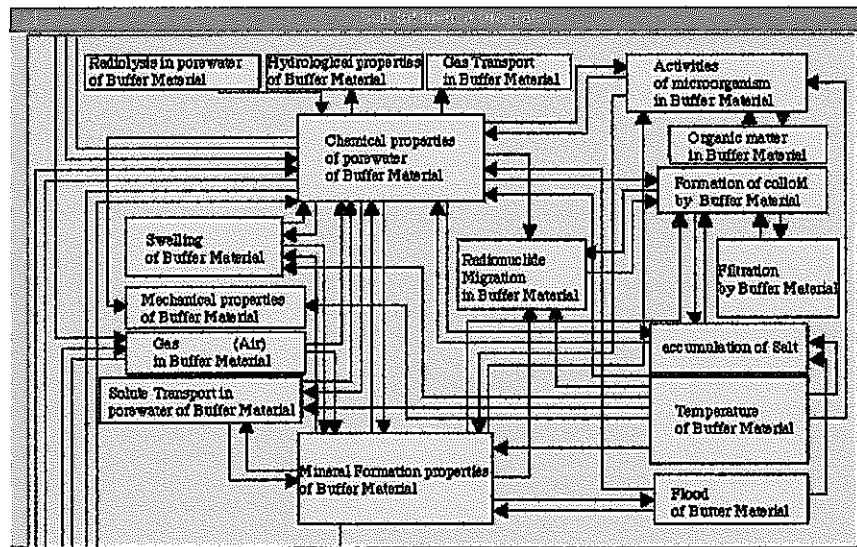 Radiolysis in porewater
of Buffer Material
Hydrological properties
of Buffer Material
Gas Transport
in Buffer Material
Activities
of microorganism
in Buffer Material
Chemical properties
of porewater
of Buffer Material
Organic matter
in Buffer Material
Formation of colloid
by Buffer Material
Swelling
of Buffer Material
Radionuclide
Migration
in Buffer Material
Filtration
by Buffer Material
Mechanical properties
of Buffer Material
Gas (Air)
in Buffer Material
accumulation of Salt
Solute Transport in
porewater of Buffer Material
Temperature
of Buffer Material
Mineral Formation properties
of Buffer Material
Flood
of Buffer Material